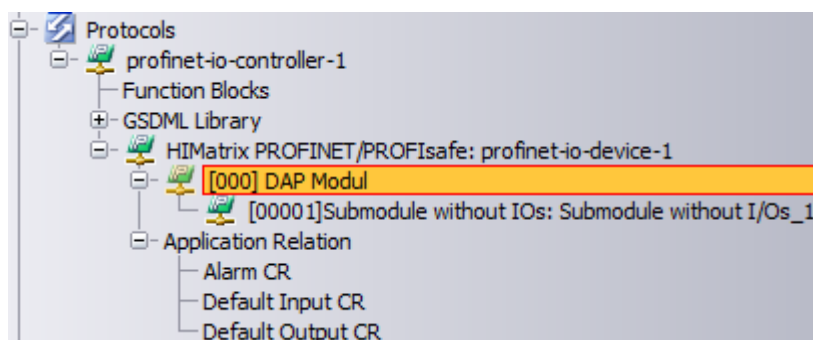 Protocols
profinet-io-controller-1
Function Blocks
GSDML Library
HIMatrix PROFINET/PROFIsafe: profinet-io-device-1
[000] DAP Modul
[00001]Submodule without IOs: Submodule without I/Os_1
Application Relation
Alarm CR
Default Input CR
Default Output CR